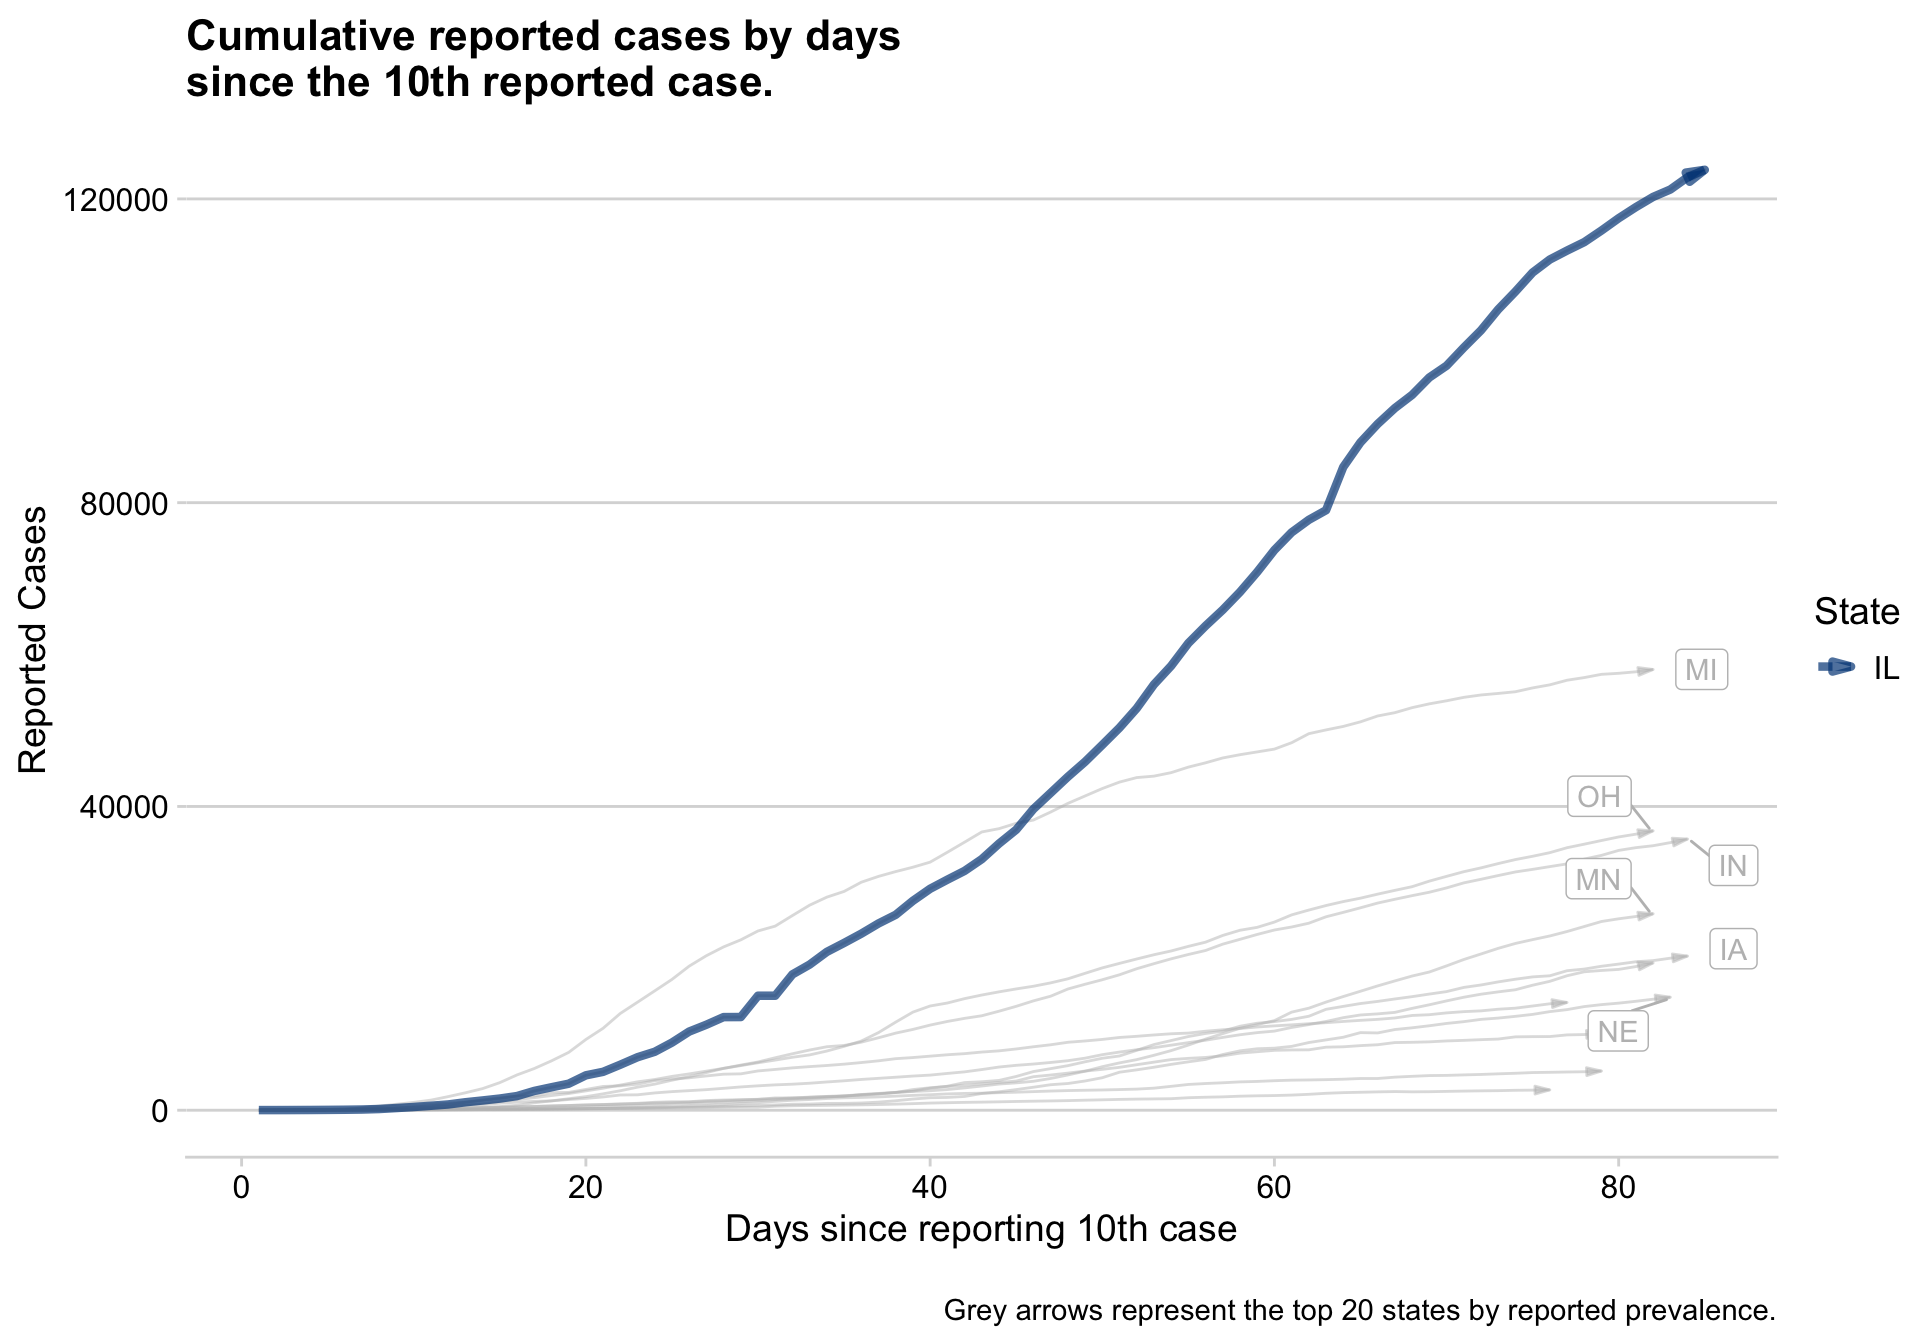 Cumulative reported cases by days
since the 10th reported case.
120000
80000
40000
0
Reported Cases
MI
OH
IN
MN
IA
NE
State
IL
0 20 40 60 80
Days since reporting 10th case
Grey arrows represent the top 20 states by reported prevalence.